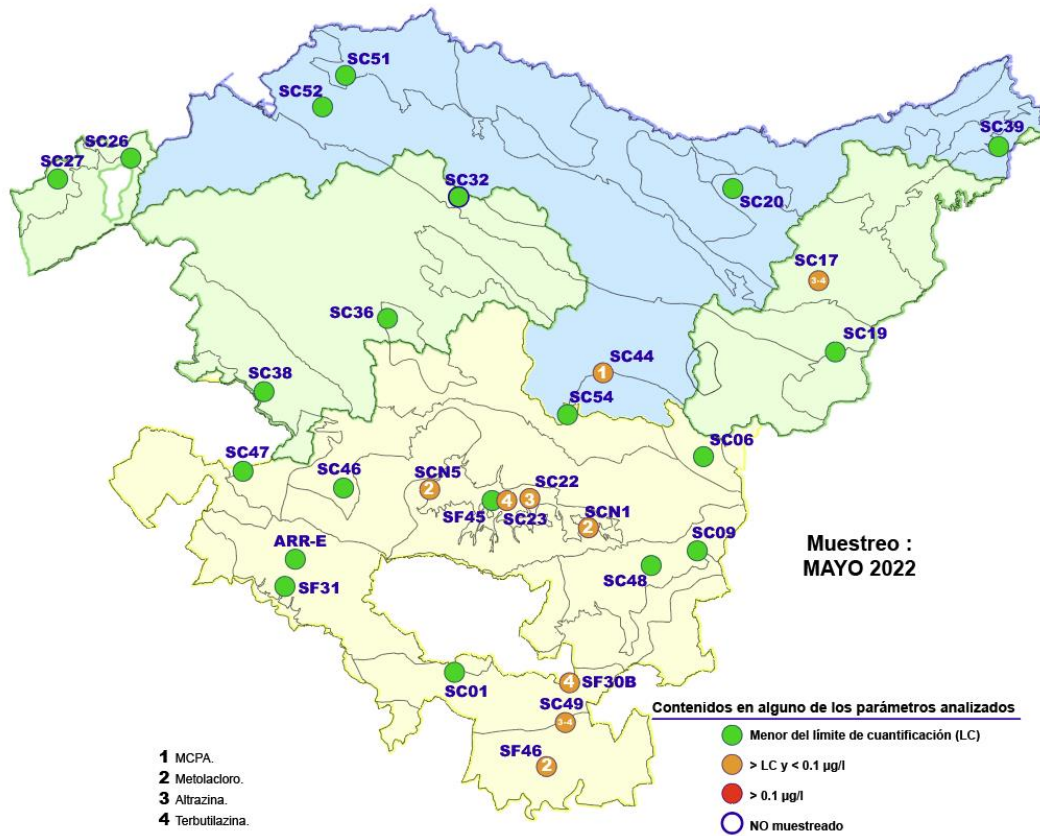 SC51
SC52
SC26
SC27
SC39
SC32
SC20
SC17
3-4
SC36
SC19
SC44
1
SC38
SC54
SC06
SC47
SC46
SCN5
2
SC22
3
4
SF45
SC23
SCN1
2
SC09
ARR-E
SC48
SF31
Muestreo :
MAYO 2022
SC01
4
SF30B
SC49
3-4
SF46
2
Contenidos en alguno de los parámetros analizados
Menor del límite de cuantificación (LC)
> LC y < 0.1 µg/l
> 0.1 µg/l
NO muestreado
1 MCPA.
2 Metolacloro.
3 Altrazina.
4 Terbutilazina.